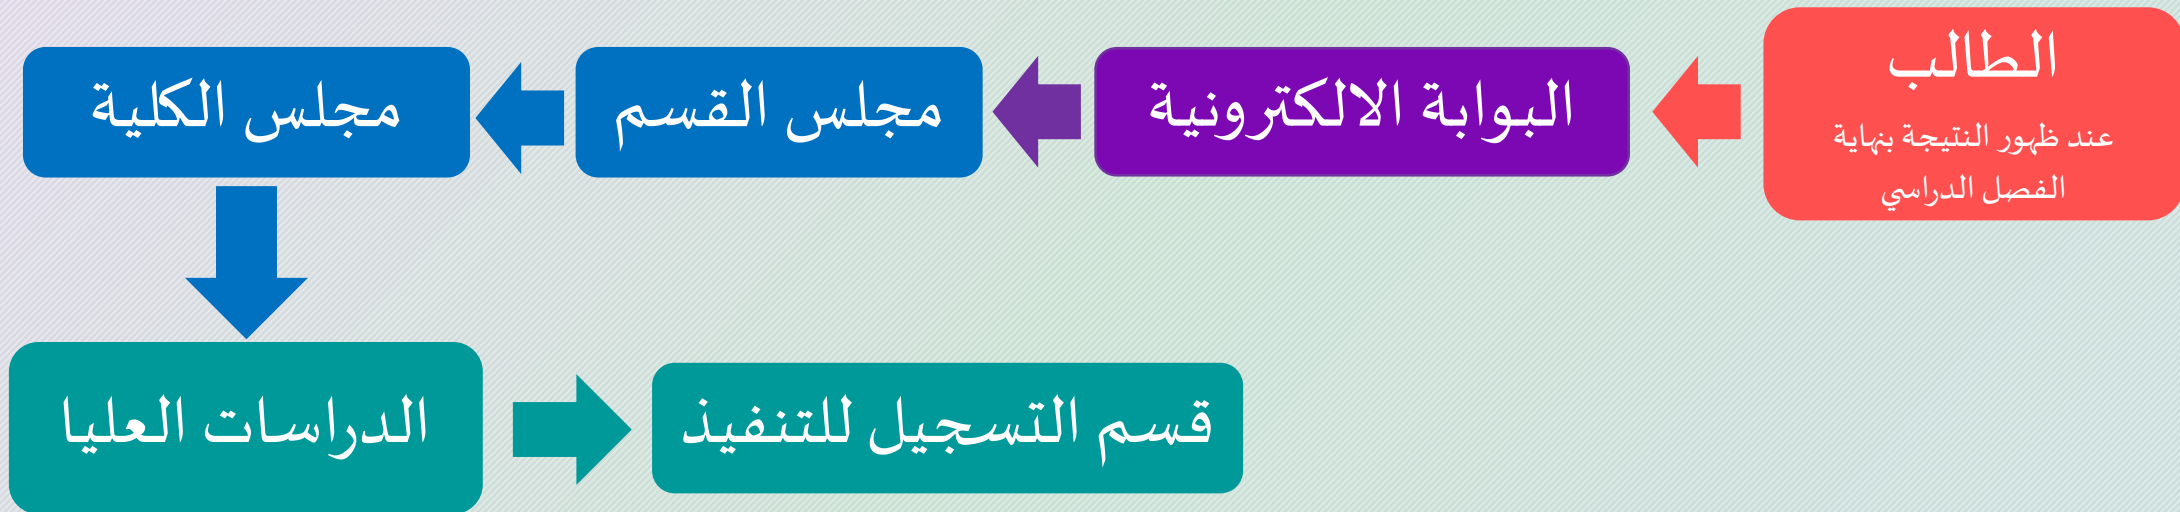 الطالب
عند ظهور النتيجة بنهاية
الفصل الدراسي
البوابة الالكترونية
مجلس القسم
مجلس الكلية
الدراسات العليا
قسم التسجيل للتنفيذ